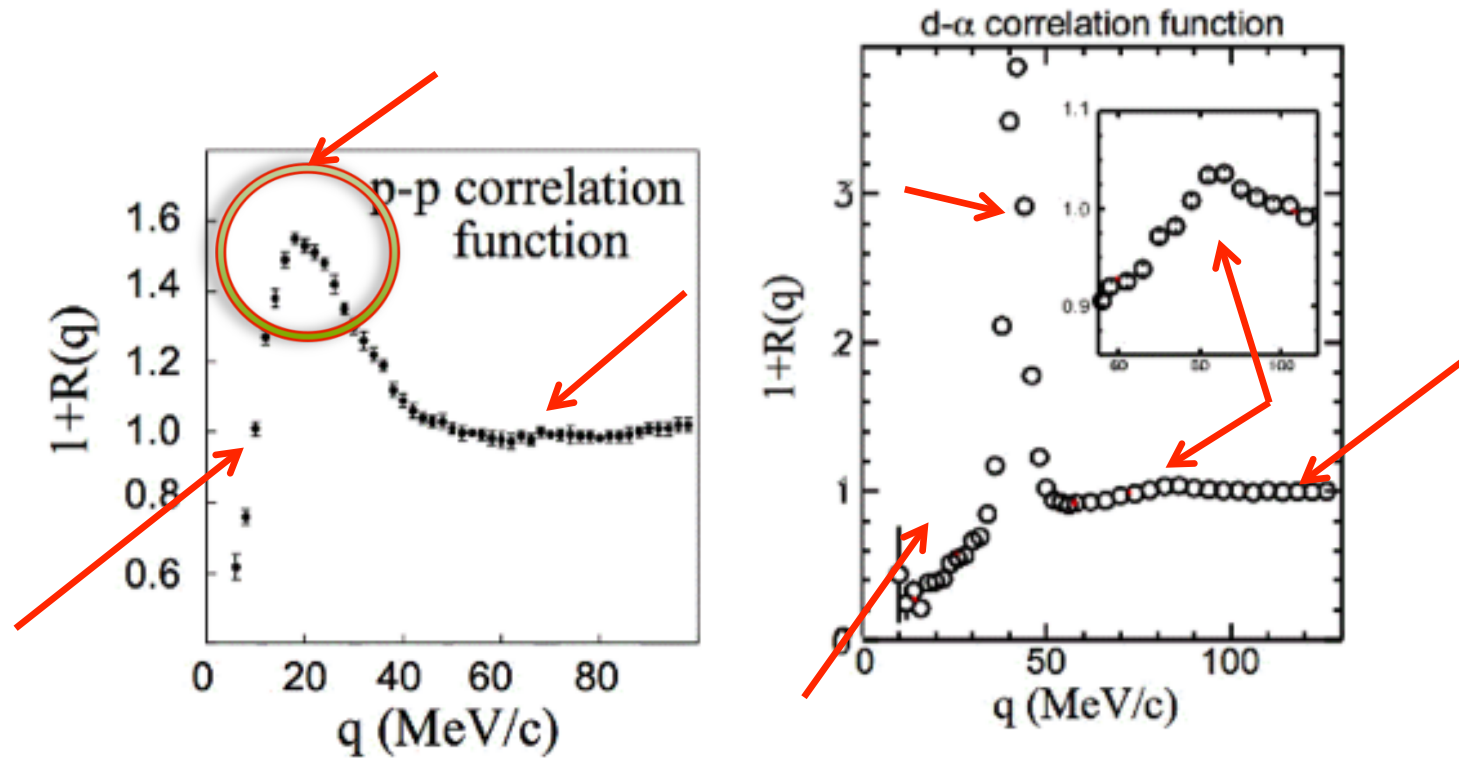 p-p correlation
function
1+R(q)
1.6
1.4
1.2
1.0
0.8
0.6
0 20 40 60 80
q (MeV/c)
d-α correlation function
1+R(q)
3
2
1
0
0 50 100
q (MeV/c)
1.1
1.0
0.9
60 80 100